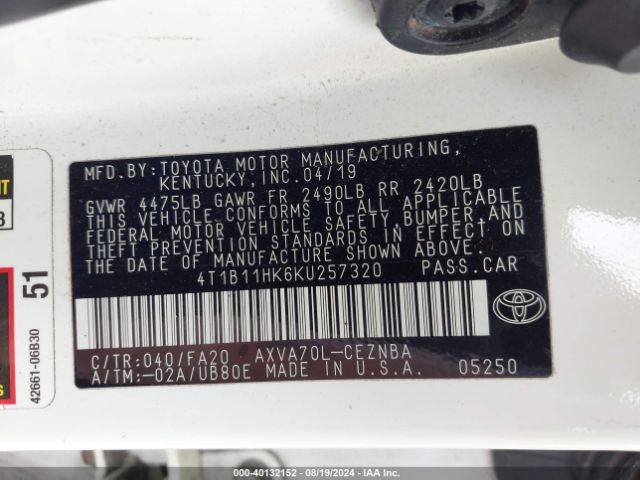 MFD.BY:TOYOTA MOTOR MANUFACTURING,
KENTUCKY, INC.04/19
GVWR 4475LB GAWR FR 2490LB RR 2420LB
THIS VEHICLE CONFORMS TO ALL APPLICABLE
FEDERAL MOTOR VEHICLE SAFETY, BUMPER, AND
THEFT PREVENTION STANDARDS IN EFFECT ON
THE DATE OF MANUFACTURE SHOWN ABOVE.
4T1B11HK6KU257320 PASS.CAR
C/TR:040/FA20 AXVA70L-CEZNBA
A/TM:-02A/UB80E MADE IN U.S.A. 05250
51
42661-06B30
000-40132152 - 08/19/2024 - IAA Inc.